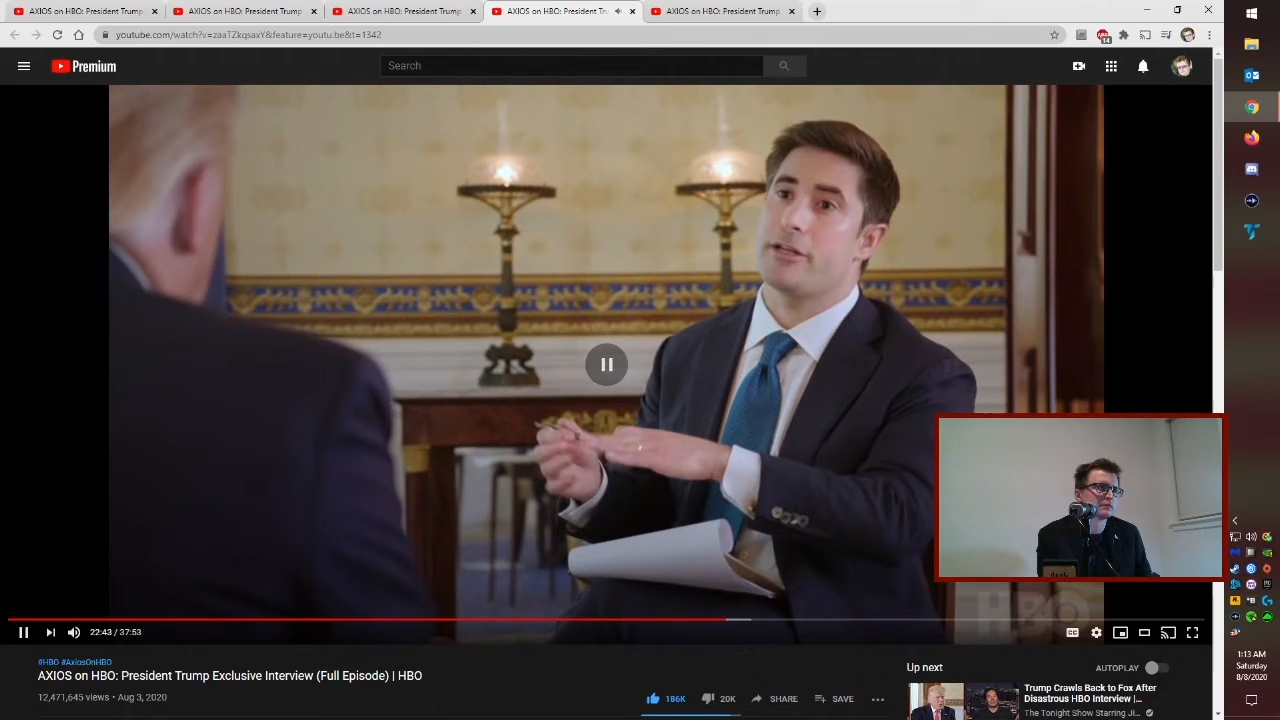 AXIOS on HBO: President Trump
AXIOS on HBO: President Trump
AXIOS on HBO: President Trump
AXIOS on HBO: President Tru
AXIOS on HBO: President Trump
youtube.com/watch?v=zaaTZkqsaxY&feature=youtu.be&t=1342
14
Premium
Search
HBO
22:43 / 37:53
CC
#HBO #AxiosOnHBO
AXIOS on HBO: President Trump Exclusive Interview (Full Episode) | HBO
12,471,645 views • Aug 3, 2020
186K
20K
SHARE
SAVE
Up next
AUTOPLAY
Trump Crawls Back to Fox After
Disastrous HBO Interview |...
The Tonight Show Starring Ji...
1:13 AM
Saturday
8/8/2020